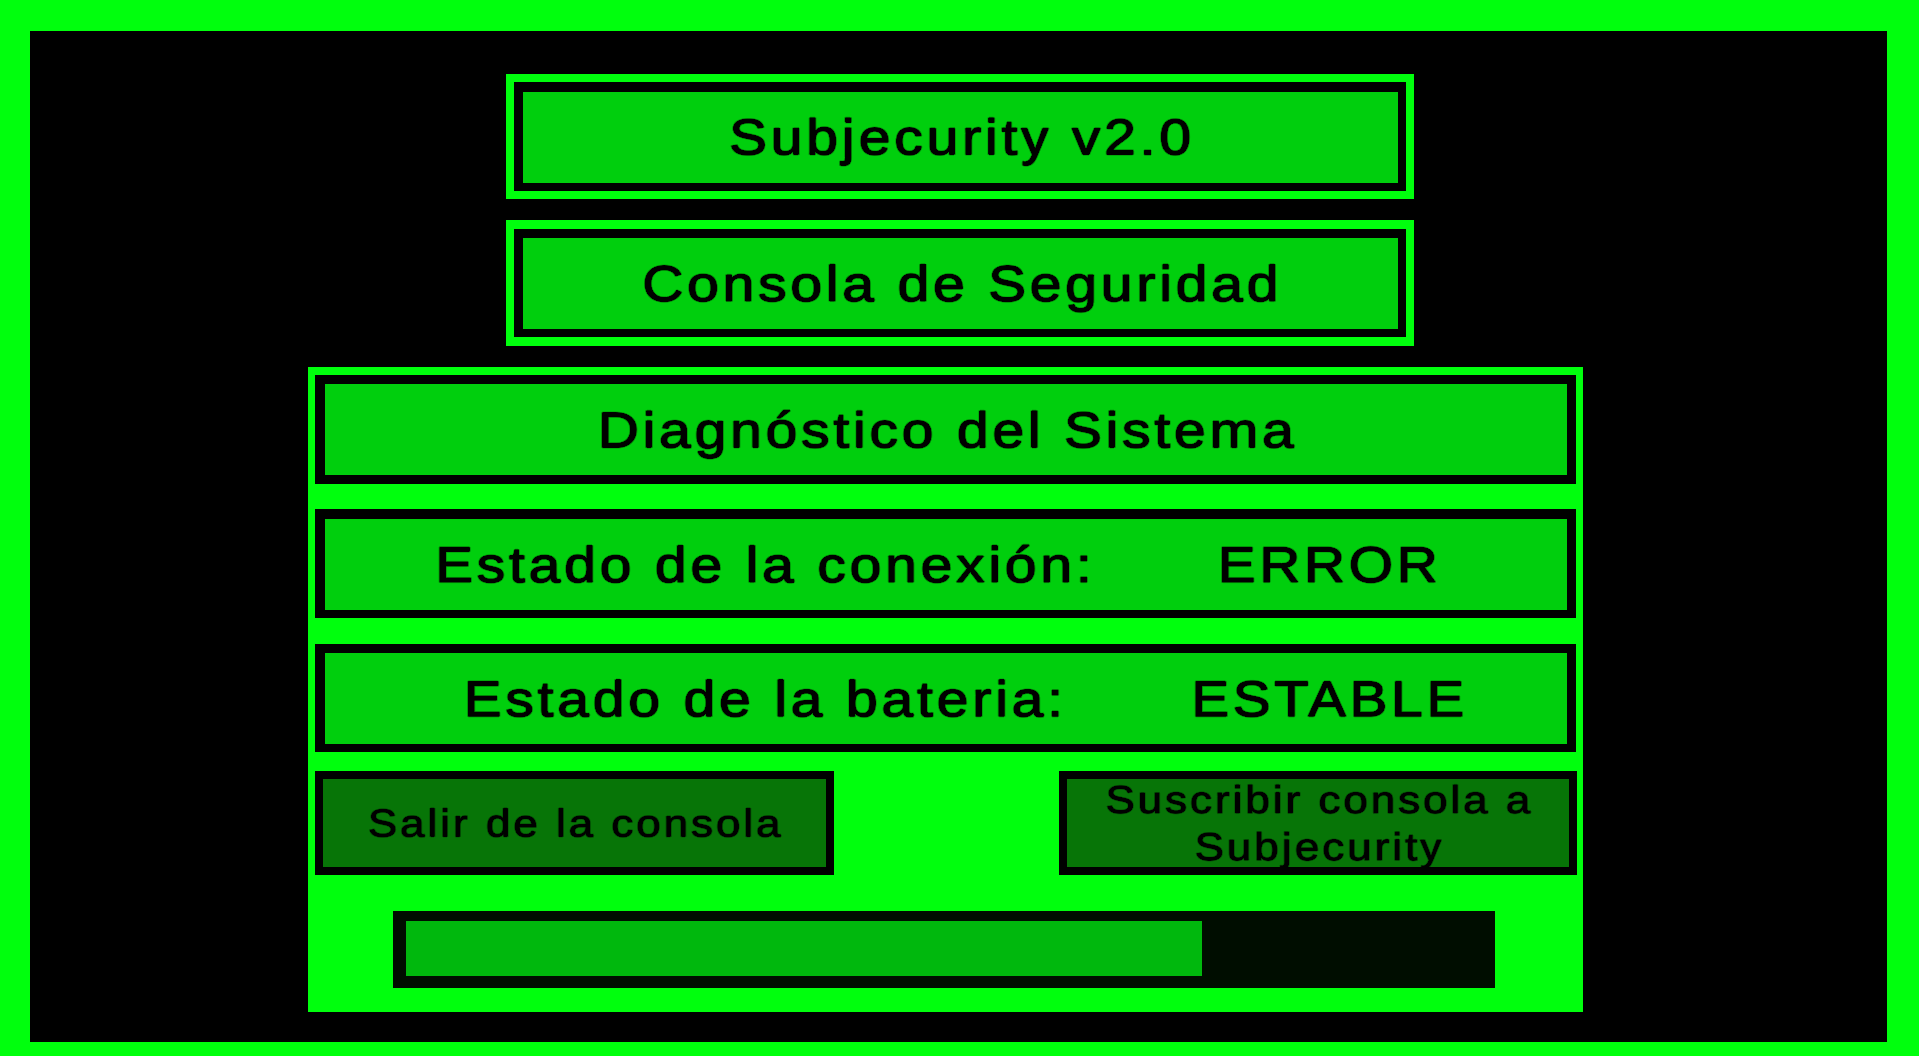 Subjecurity v2.0
Consola de Seguridad
Diagnóstico del Sistema
Estado de la conexión: ERROR
Estado de la bateria: ESTABLE
Salir de la consola
Suscribir consola a
Subjecurity